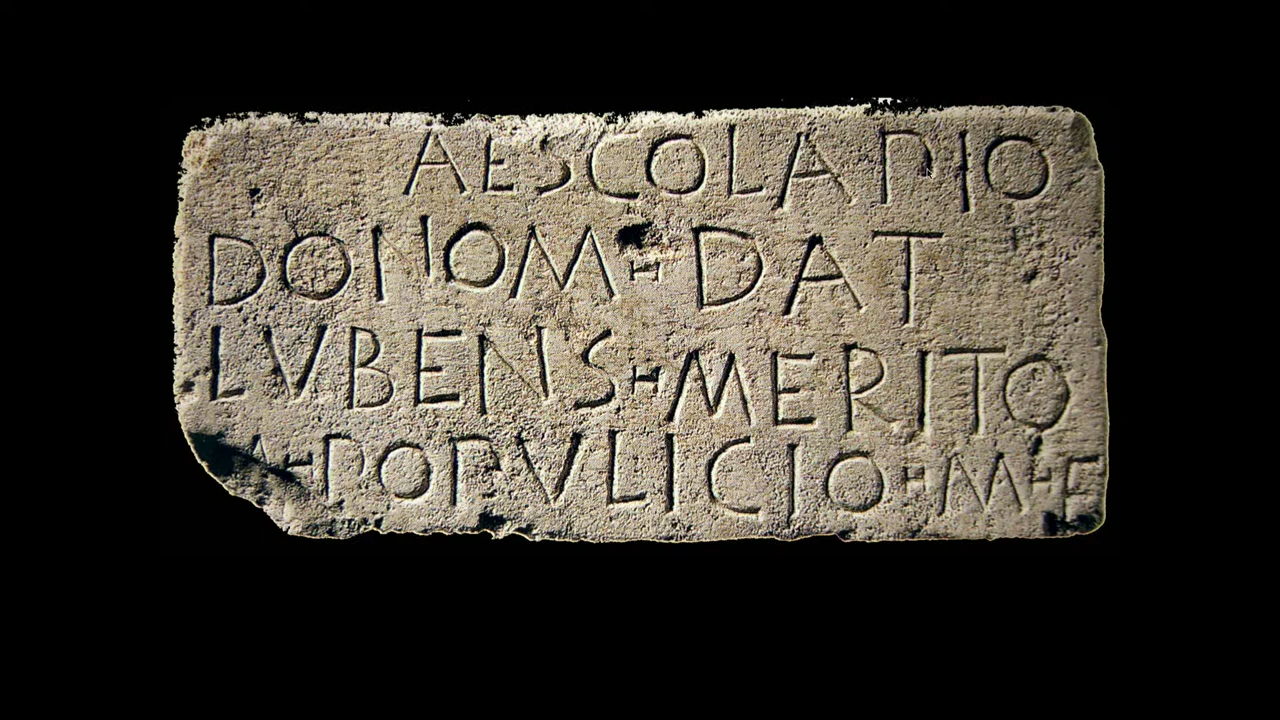 AESCOLAPIO
DONOM · DAT
LVBENS · MERITO
M · POPVLICIO · M · F